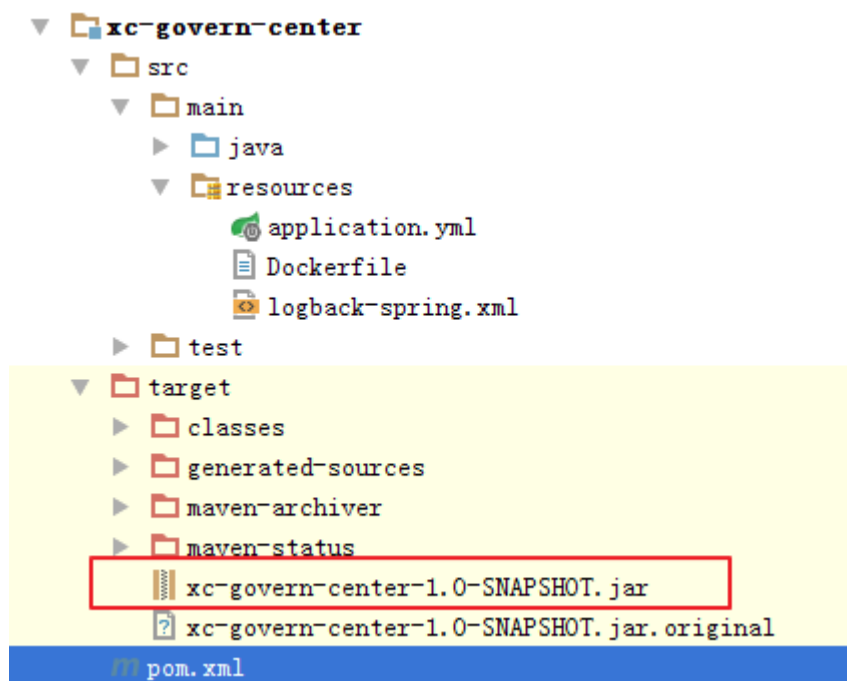 xc-govern-center
src
main
java
resources
application.yml
Dockerfile
logback-spring.xml
test
target
classes
generated-sources
maven-archiver
maven-status
xc-govern-center-1.0-SNAPSHOT.jar
xc-govern-center-1.0-SNAPSHOT.jar.original
pom.xml